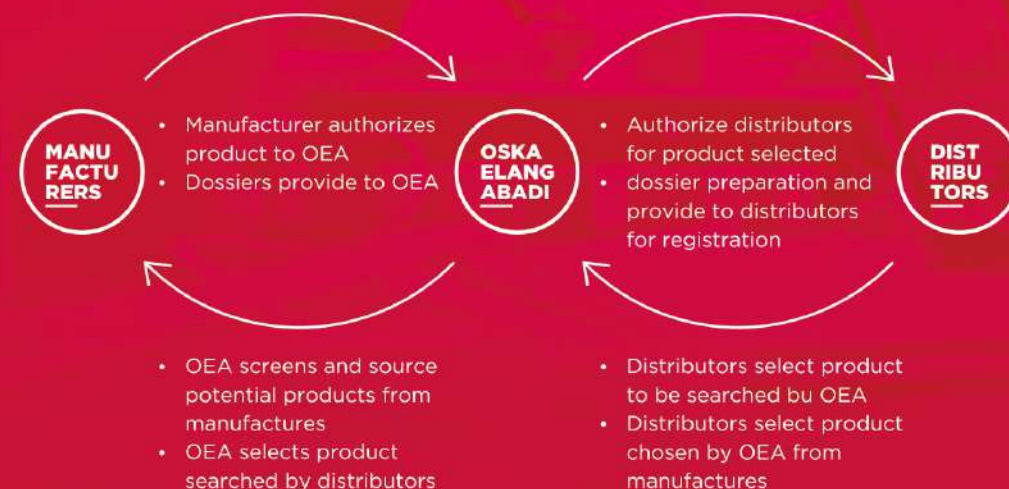 MANU
FACTU
RERS
• Manufacturer authorizes
product to OEA
• Dossiers provide to OEA
OSKA
ELANG
ABADI
• Authorize distributors
for product selected
• dossier preparation and
provide to distributors
for registration
DIST
RIBU
TORS
• OEA screens and source
potential products from
manufactures
• OEA selects product
searched by distributors
• Distributors select product
to be searched bu OEA
• Distributors select product
chosen by OEA from
manufactures